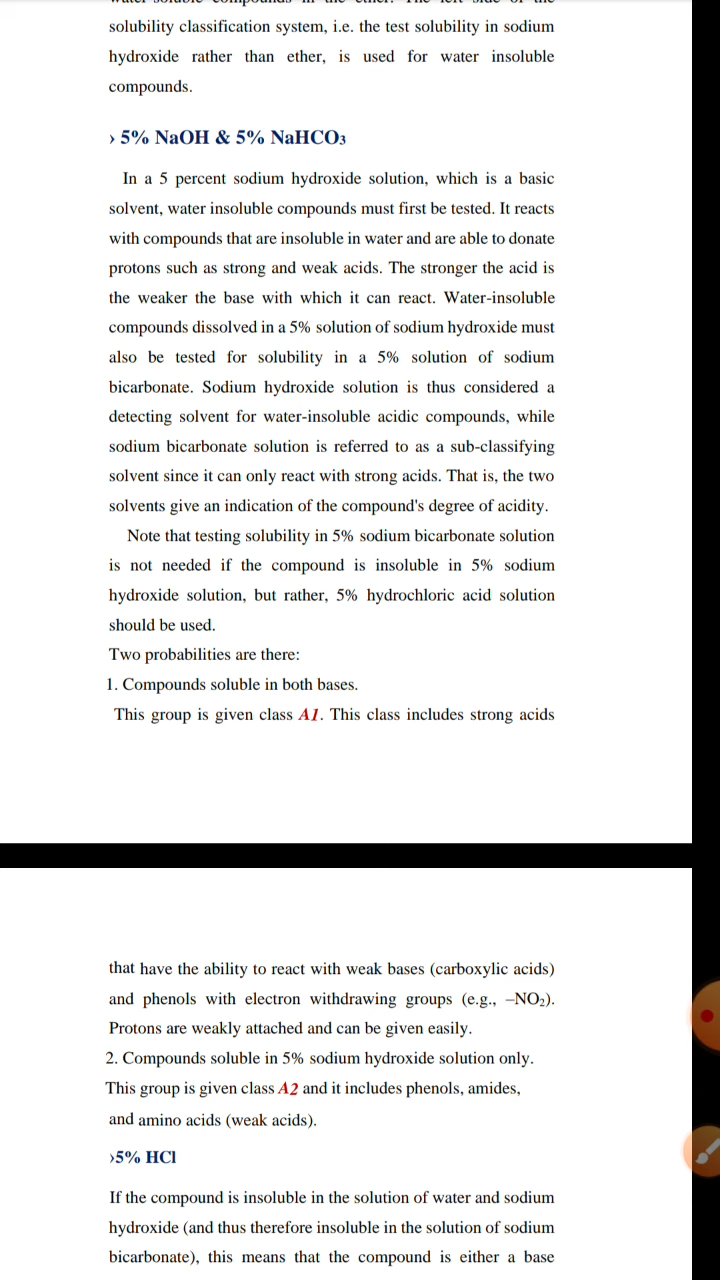 solubility classification system, i.e. the test solubility in sodium
hydroxide rather than ether, is used for water insoluble
compounds.
› 5% NaOH & 5% NaHCO₃
In a 5 percent sodium hydroxide solution, which is a basic
solvent, water insoluble compounds must first be tested. It reacts
with compounds that are insoluble in water and are able to donate
protons such as strong and weak acids. The stronger the acid is
the weaker the base with which it can react. Water-insoluble
compounds dissolved in a 5% solution of sodium hydroxide must
also be tested for solubility in a 5% solution of sodium
bicarbonate. Sodium hydroxide solution is thus considered a
detecting solvent for water-insoluble acidic compounds, while
sodium bicarbonate solution is referred to as a sub-classifying
solvent since it can only react with strong acids. That is, the two
solvents give an indication of the compound's degree of acidity.
Note that testing solubility in 5% sodium bicarbonate solution
is not needed if the compound is insoluble in 5% sodium
hydroxide solution, but rather, 5% hydrochloric acid solution
should be used.
Two probabilities are there:
1. Compounds soluble in both bases.
This group is given class A1. This class includes strong acids
that have the ability to react with weak bases (carboxylic acids)
and phenols with electron withdrawing groups (e.g., –NO₂).
Protons are weakly attached and can be given easily.
2. Compounds soluble in 5% sodium hydroxide solution only.
This group is given class A2 and it includes phenols, amides,
and amino acids (weak acids).
›5% HCl
If the compound is insoluble in the solution of water and sodium
hydroxide (and thus therefore insoluble in the solution of sodium
bicarbonate), this means that the compound is either a base